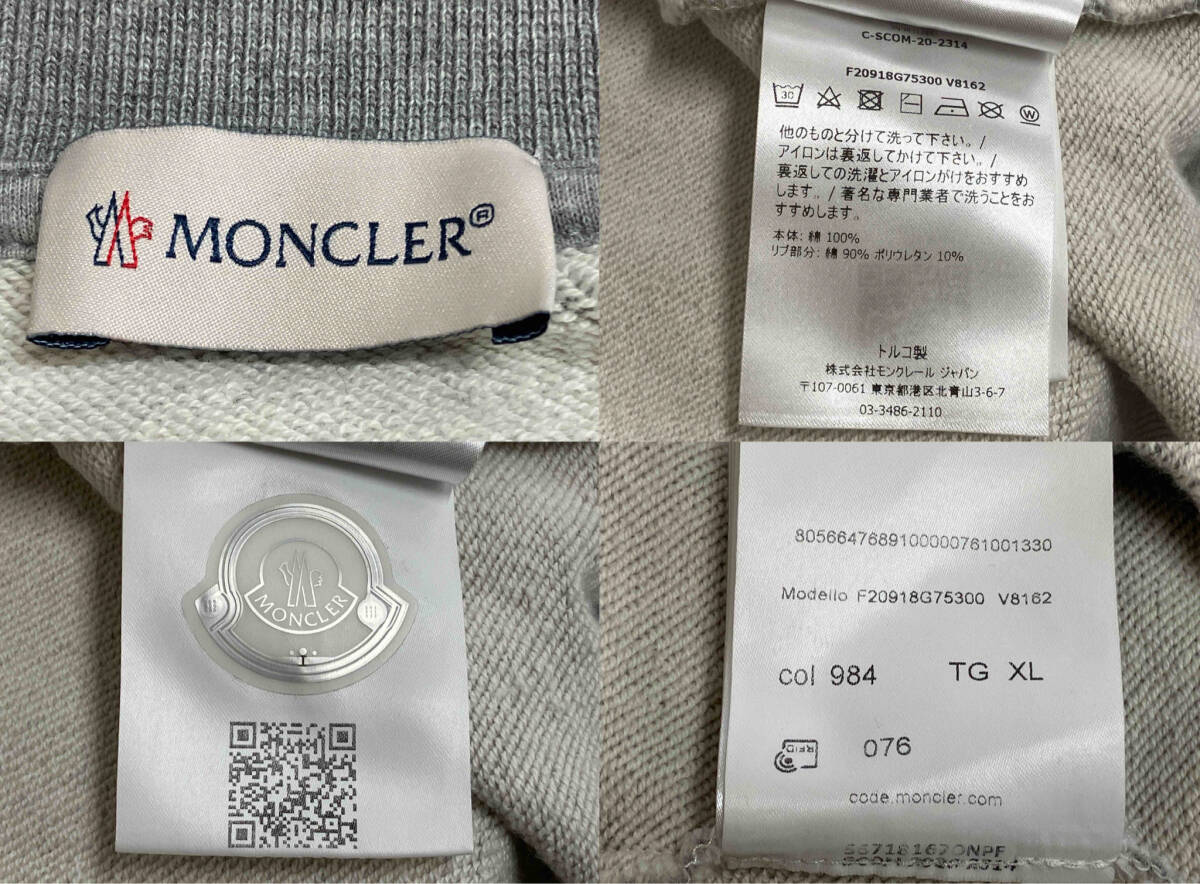 MONCLER®
C-SCOM-20-2314
F20918G75300 V8162
30
W
他のものと分けて洗って下さい。/
アイロンは裏返してかけて下さい。/
裏返しての洗濯とアイロンがけをおすすめ
します。/ 著名な専門業者で洗うことをお
すすめします。
本体: 綿 100%
リブ部分: 綿 90% ポリウレタン 10%
トルコ製
株式会社モンクレール ジャパン
〒107-0061 東京都港区北青山3-6-7
03-3486-2110
MONCLER
8056647689100000761001330
Modello F20918G75300 V8162
col 984 TG XL
RFID 076
code.moncler.com